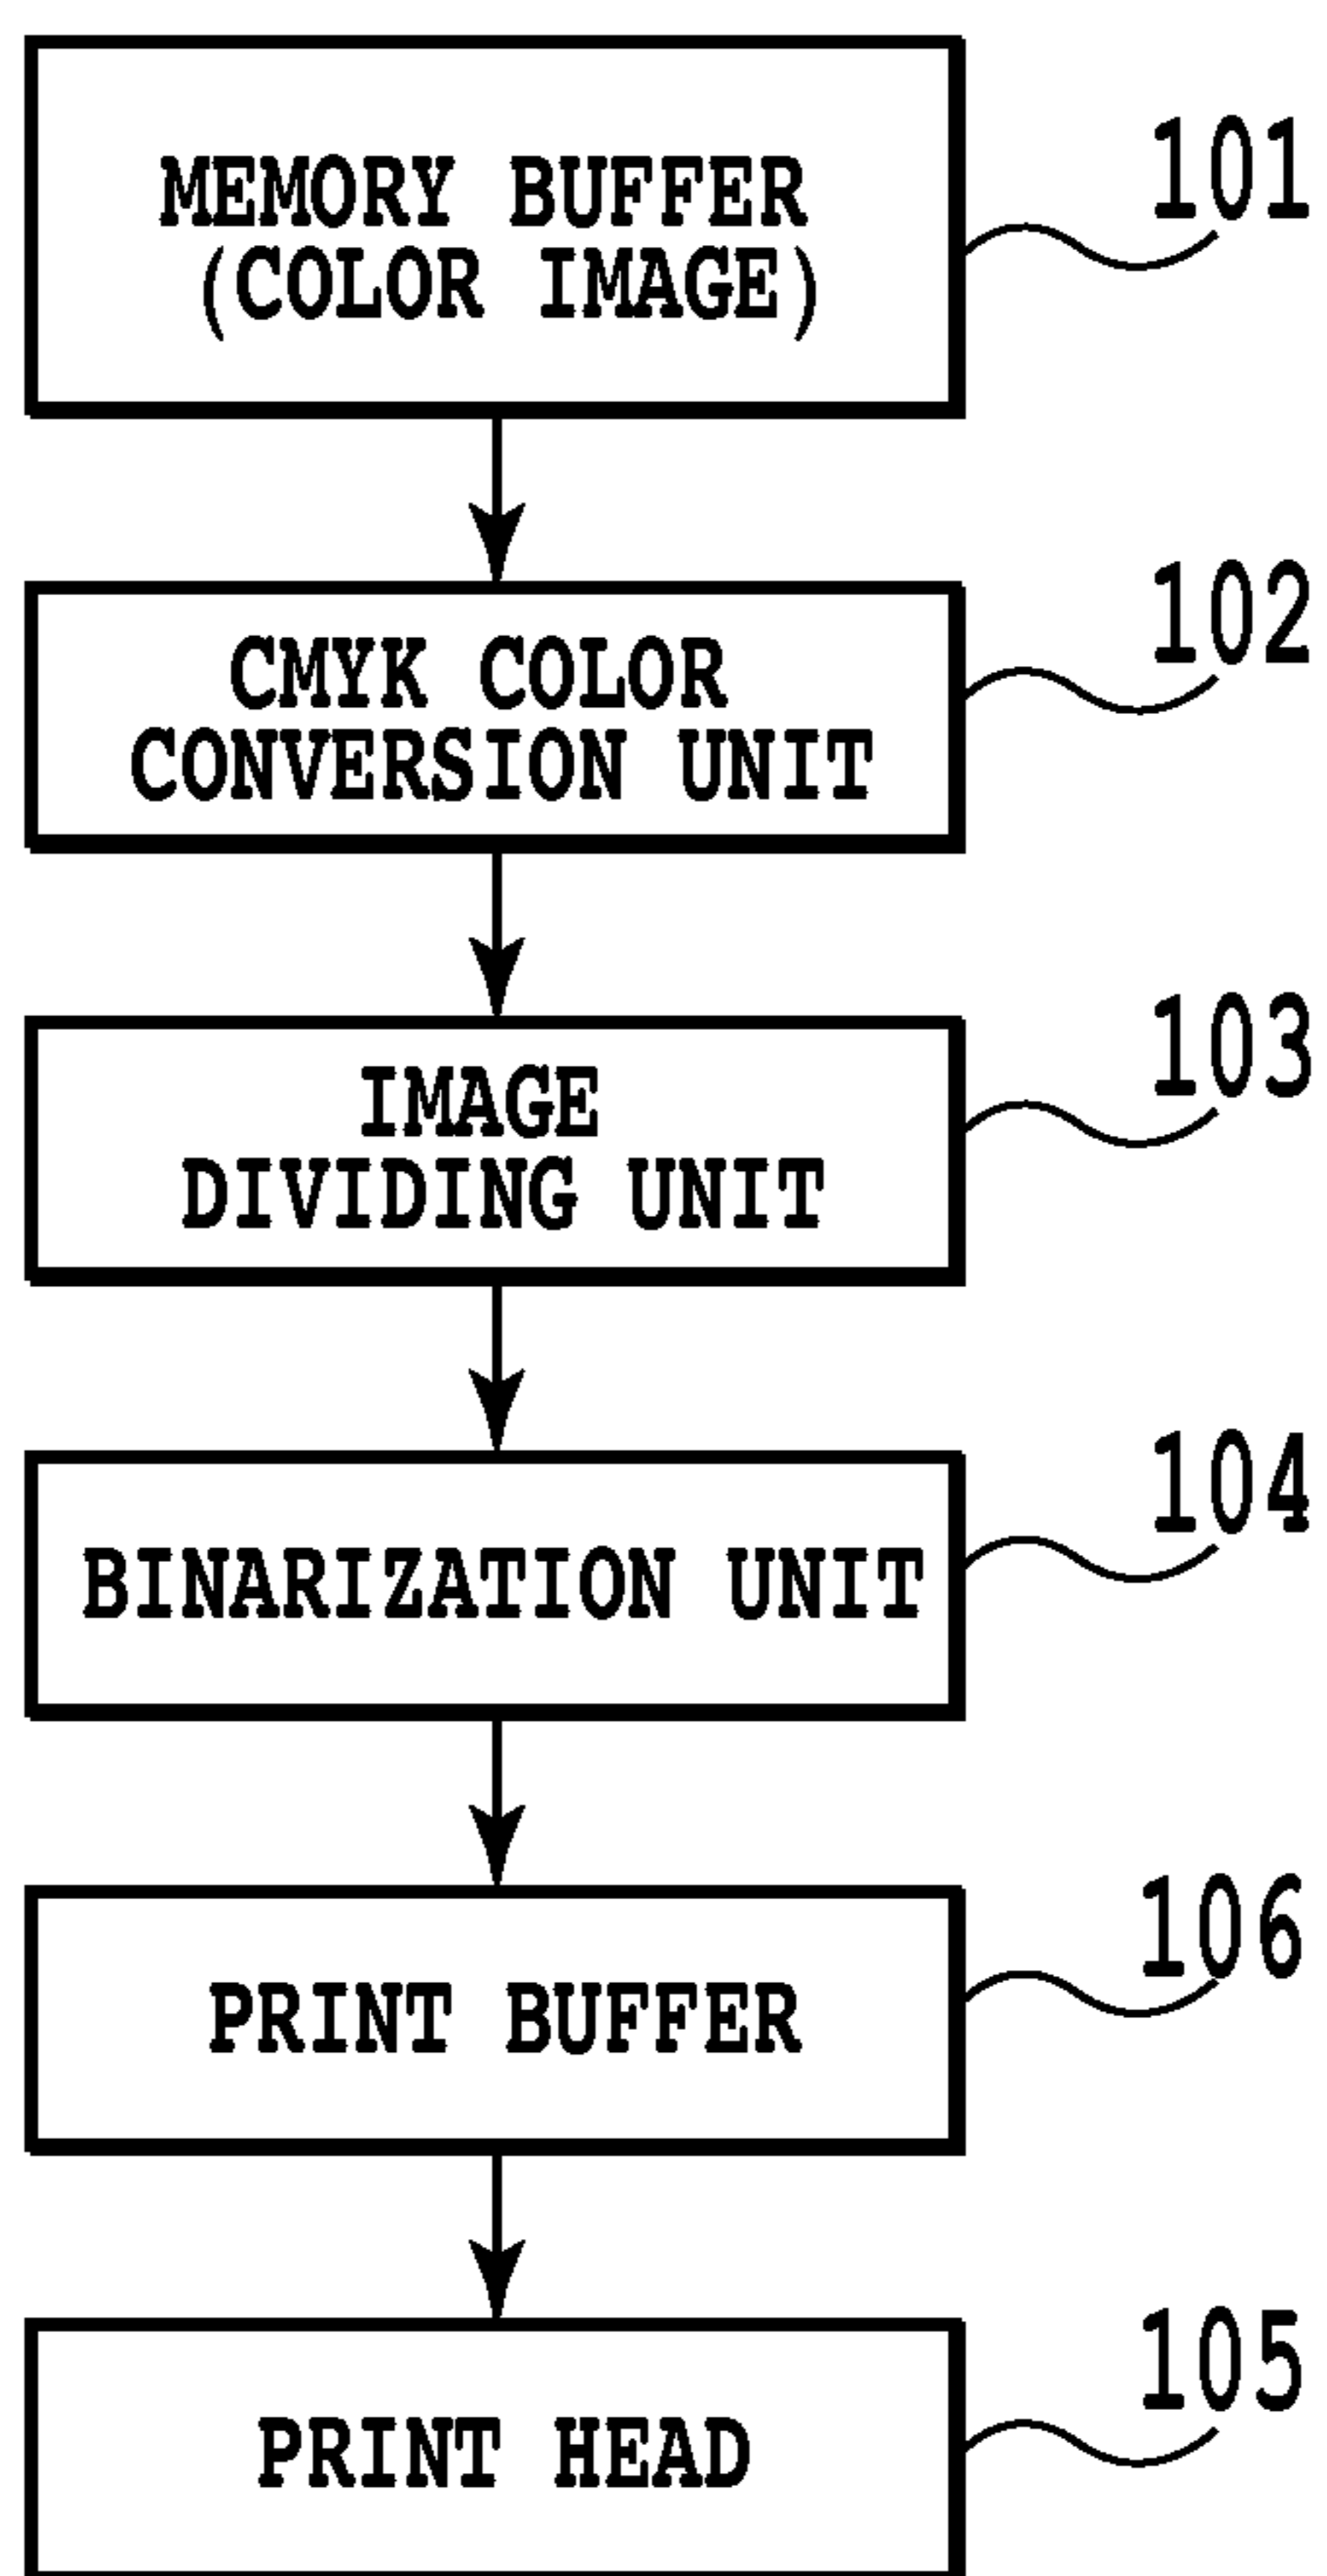 MEMORY BUFFER
(COLOR IMAGE)
101
CMYK COLOR
CONVERSION UNIT
102
IMAGE
DIVIDING UNIT
103
BINARIZATION UNIT
104
PRINT BUFFER
106
PRINT HEAD
105